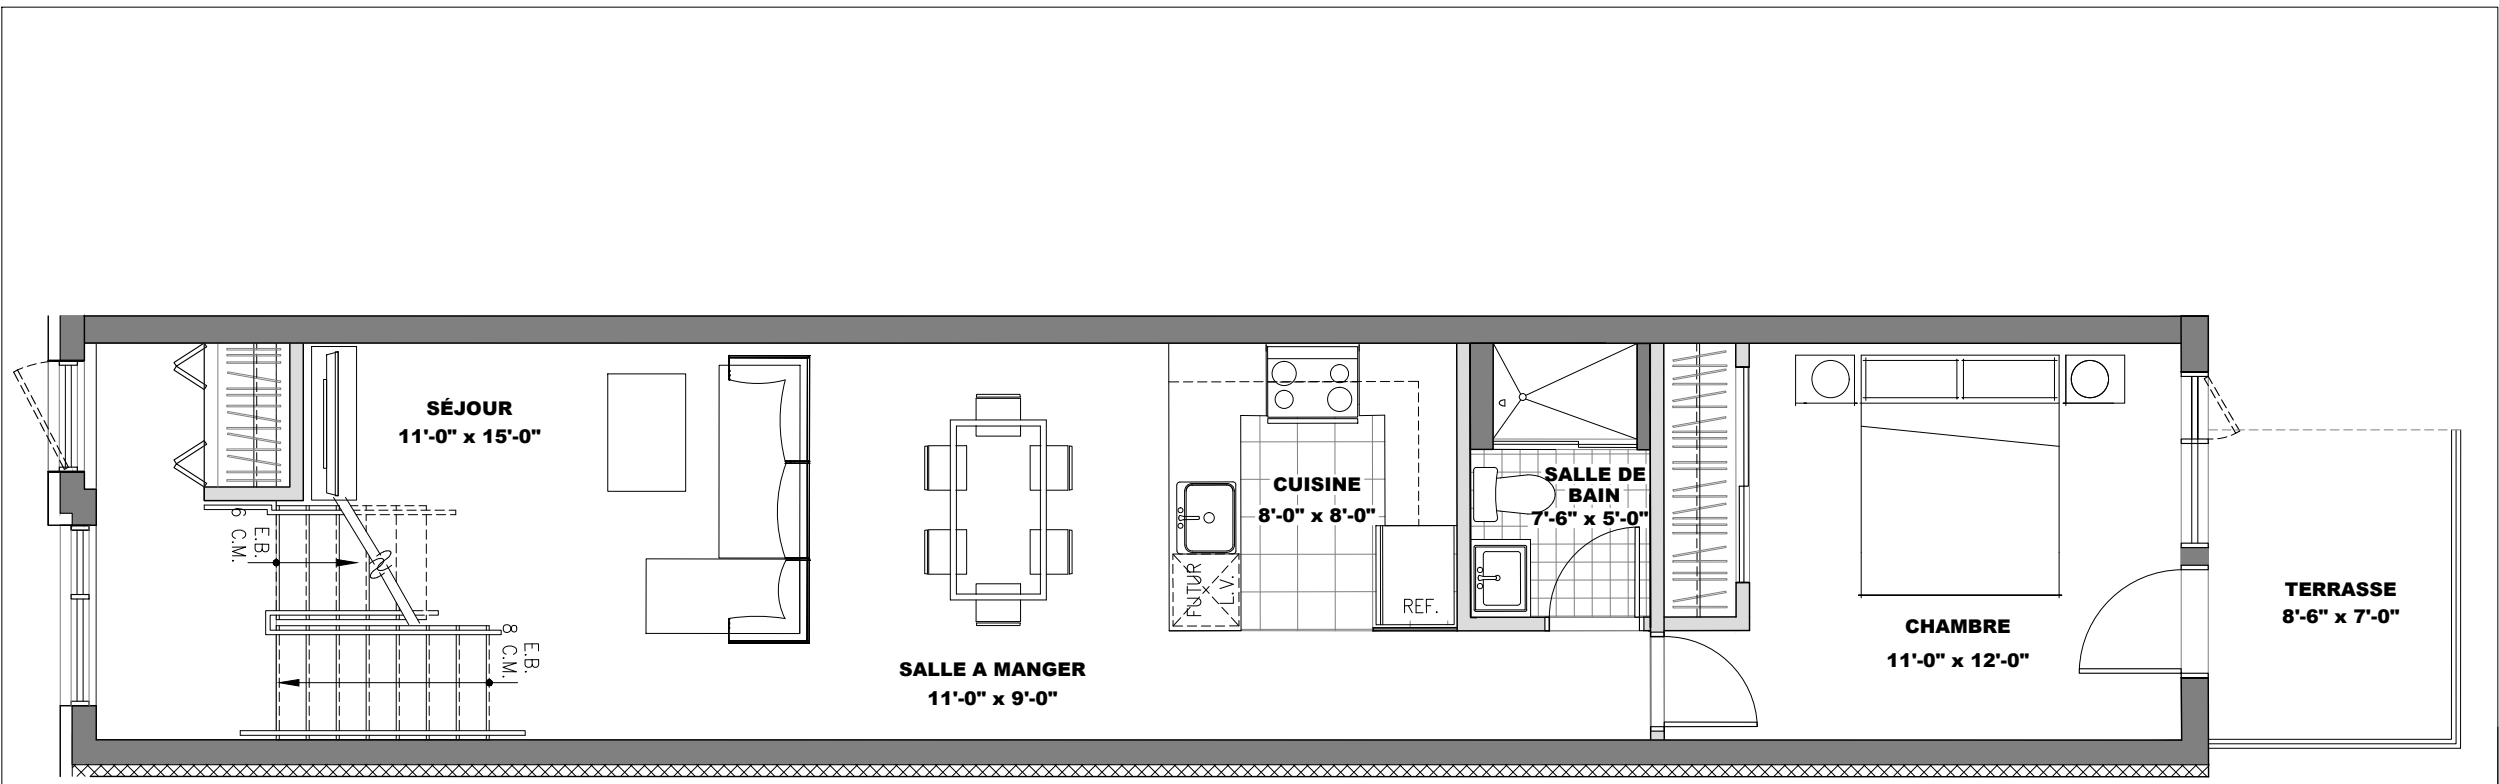 SÉJOUR
11'-0" x 15'-0"
E.B.
6 C.M.
E.B.
8 C.M.
SALLE A MANGER
11'-0" x 9'-0"
CUISINE
8'-0" x 8'-0"
FUTUR
L.V.
REF.
SALLE DE
BAIN
7'-6" x 5'-0"
CHAMBRE
11'-0" x 12'-0"
TERRASSE
8'-6" x 7'-0"